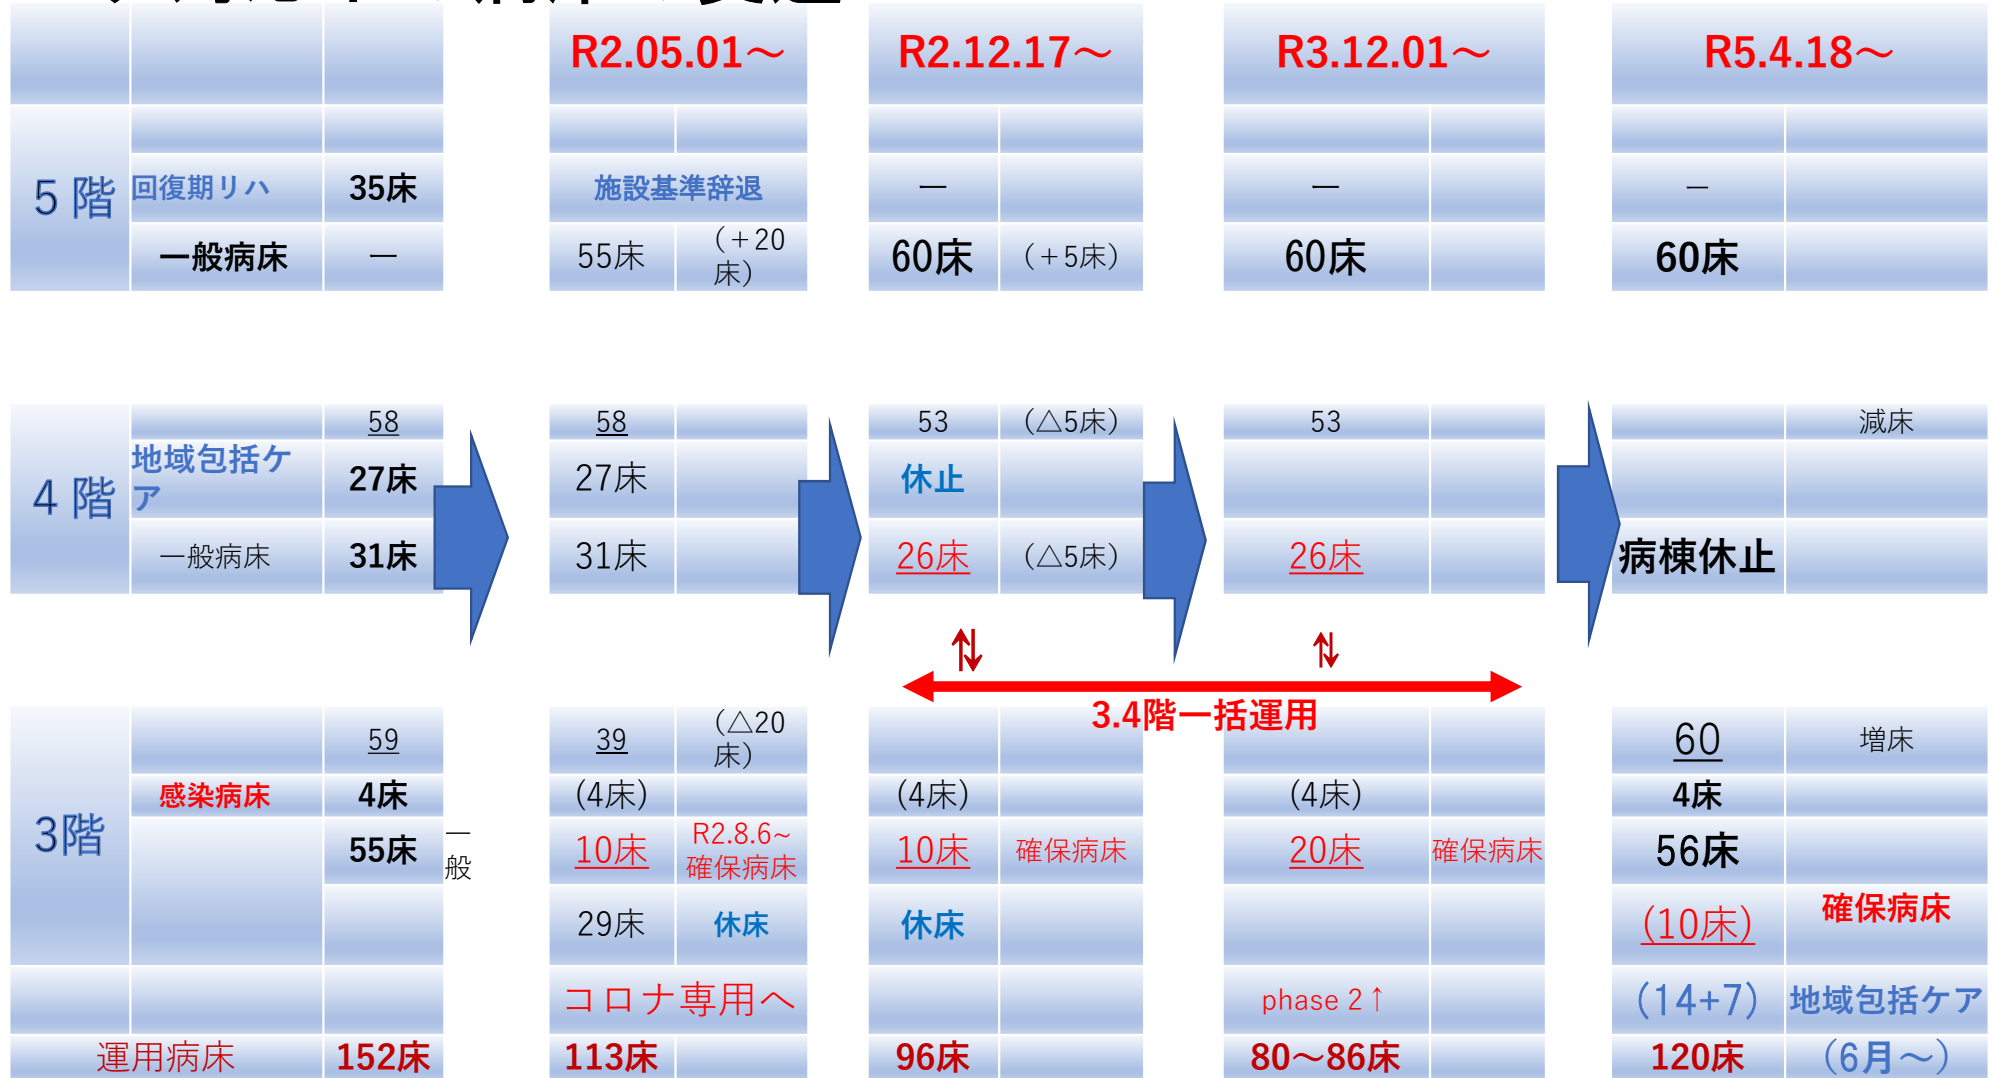 R2.05.01～ R2.12.17～ R3.12.01～ R5.4.18～
5階
回復期リハ 35床 施設基準辞退 ー ー ー
一般病床 ー 55床 (＋20床) 60床 (＋5床) 60床 60床
4階
58 58 53 (△5床) 53 減床
地域包括ケア 27床 27床 休止
一般病床 31床 31床 26床 (△5床) 26床 病棟休止
⇅ ⇅
3.4階一括運用
3階
59 39 (△20床) 60 増床
感染病床 4床 (4床) (4床) (4床) 4床
55床 一般 10床 R2.8.6~確保病床 10床 確保病床 20床 確保病床 56床
29床 休床 休床 (10床) 確保病床
コロナ専用へ phase 2↑ (14+7) 地域包括ケア
運用病床 152床 113床 96床 80～86床 120床 (6月～)